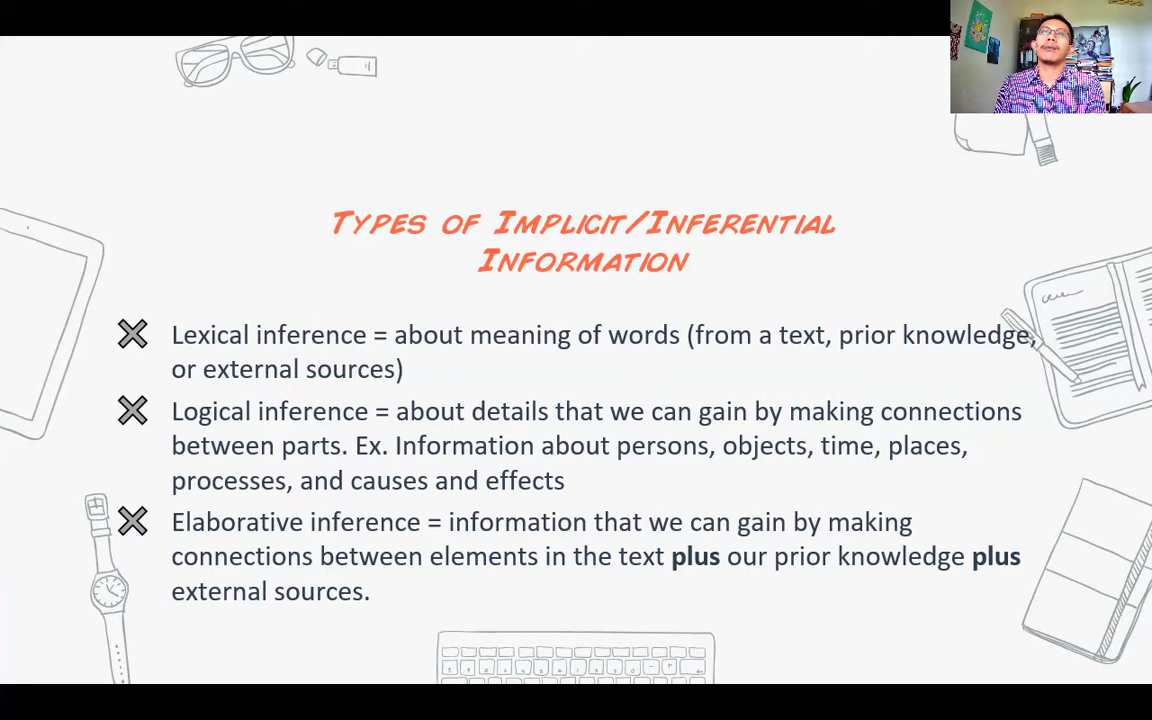 Types of Implicit/Inferential
Information
Lexical inference = about meaning of words (from a text, prior knowledge,
or external sources)
Logical inference = about details that we can gain by making connections
between parts. Ex. Information about persons, objects, time, places,
processes, and causes and effects
Elaborative inference = information that we can gain by making
connections between elements in the text plus our prior knowledge plus
external sources.